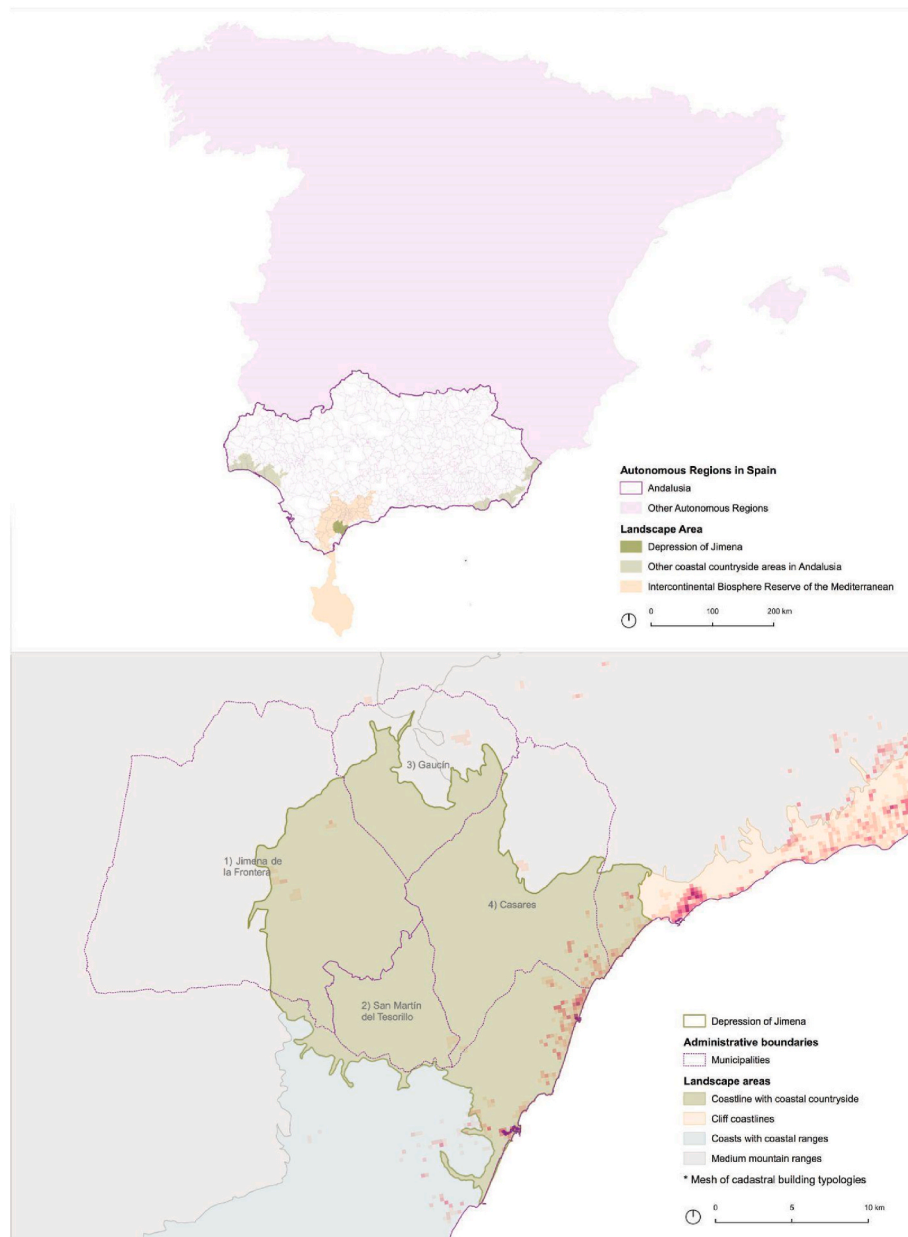 Autonomous Regions in Spain
Andalusia
Other Autonomous Regions
Landscape Area
Depression of Jimena
Other coastal countryside areas in Andalusia
Intercontinental Biosphere Reserve of the Mediterranean
0 100 200 km
3) Gaucín
1) Jimena de
la Frontera
4) Casares
2) San Martín
del Tesorillo
Depression of Jimena
Administrative boundaries
Municipalities
Landscape areas
Coastline with coastal countryside
Cliff coastlines
Coasts with coastal ranges
Medium mountain ranges
* Mesh of cadastral building typologies
0 5 10 km